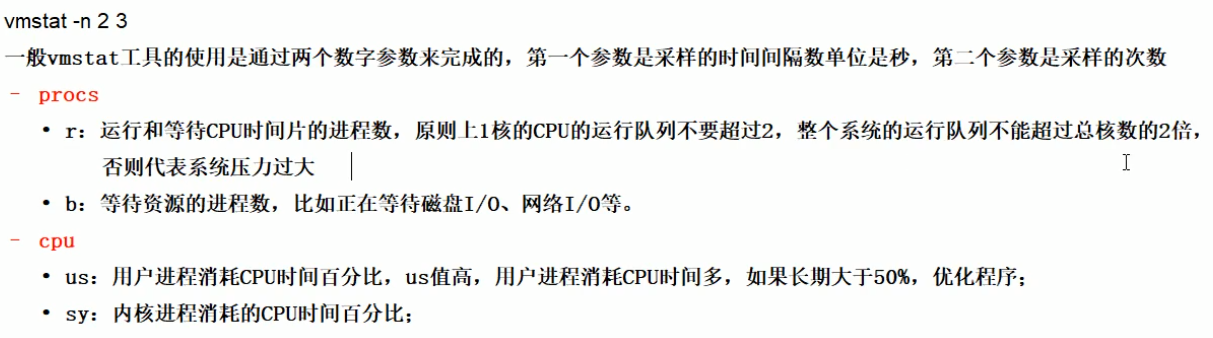 vmstat -n 2 3
一般vmstat工具的使用是通过两个数字参数来完成的，第一个参数是采样的时间间隔数单位是秒，第二个参数是采样的次数
- procs
• r：运行和等待CPU时间片的进程数，原则上1核的CPU的运行队列不要超过2，整个系统的运行队列不能超过总核数的2倍，
否则代表系统压力过大
• b：等待资源的进程数，比如正在等待磁盘I/O、网络I/O等。
- cpu
• us：用户进程消耗CPU时间百分比，us值高，用户进程消耗CPU时间多，如果长期大于50%，优化程序；
• sy：内核进程消耗的CPU时间百分比；